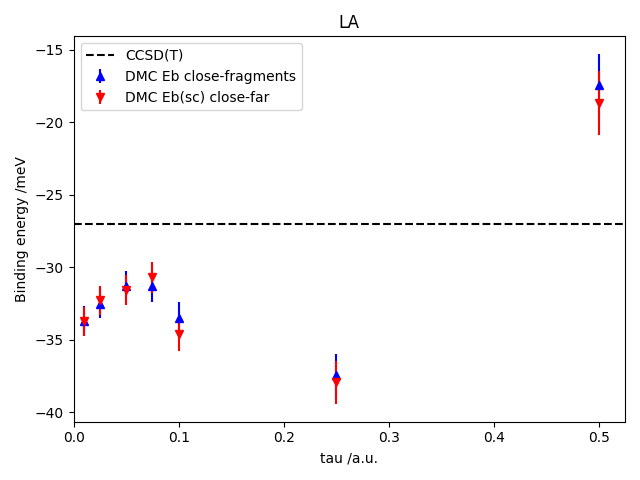 LA
CCSD(T)
DMC Eb close-fragments
DMC Eb(sc) close-far
Binding energy /meV
−15
−20
−25
−30
−35
−40
0.0 0.1 0.2 0.3 0.4 0.5
tau /a.u.